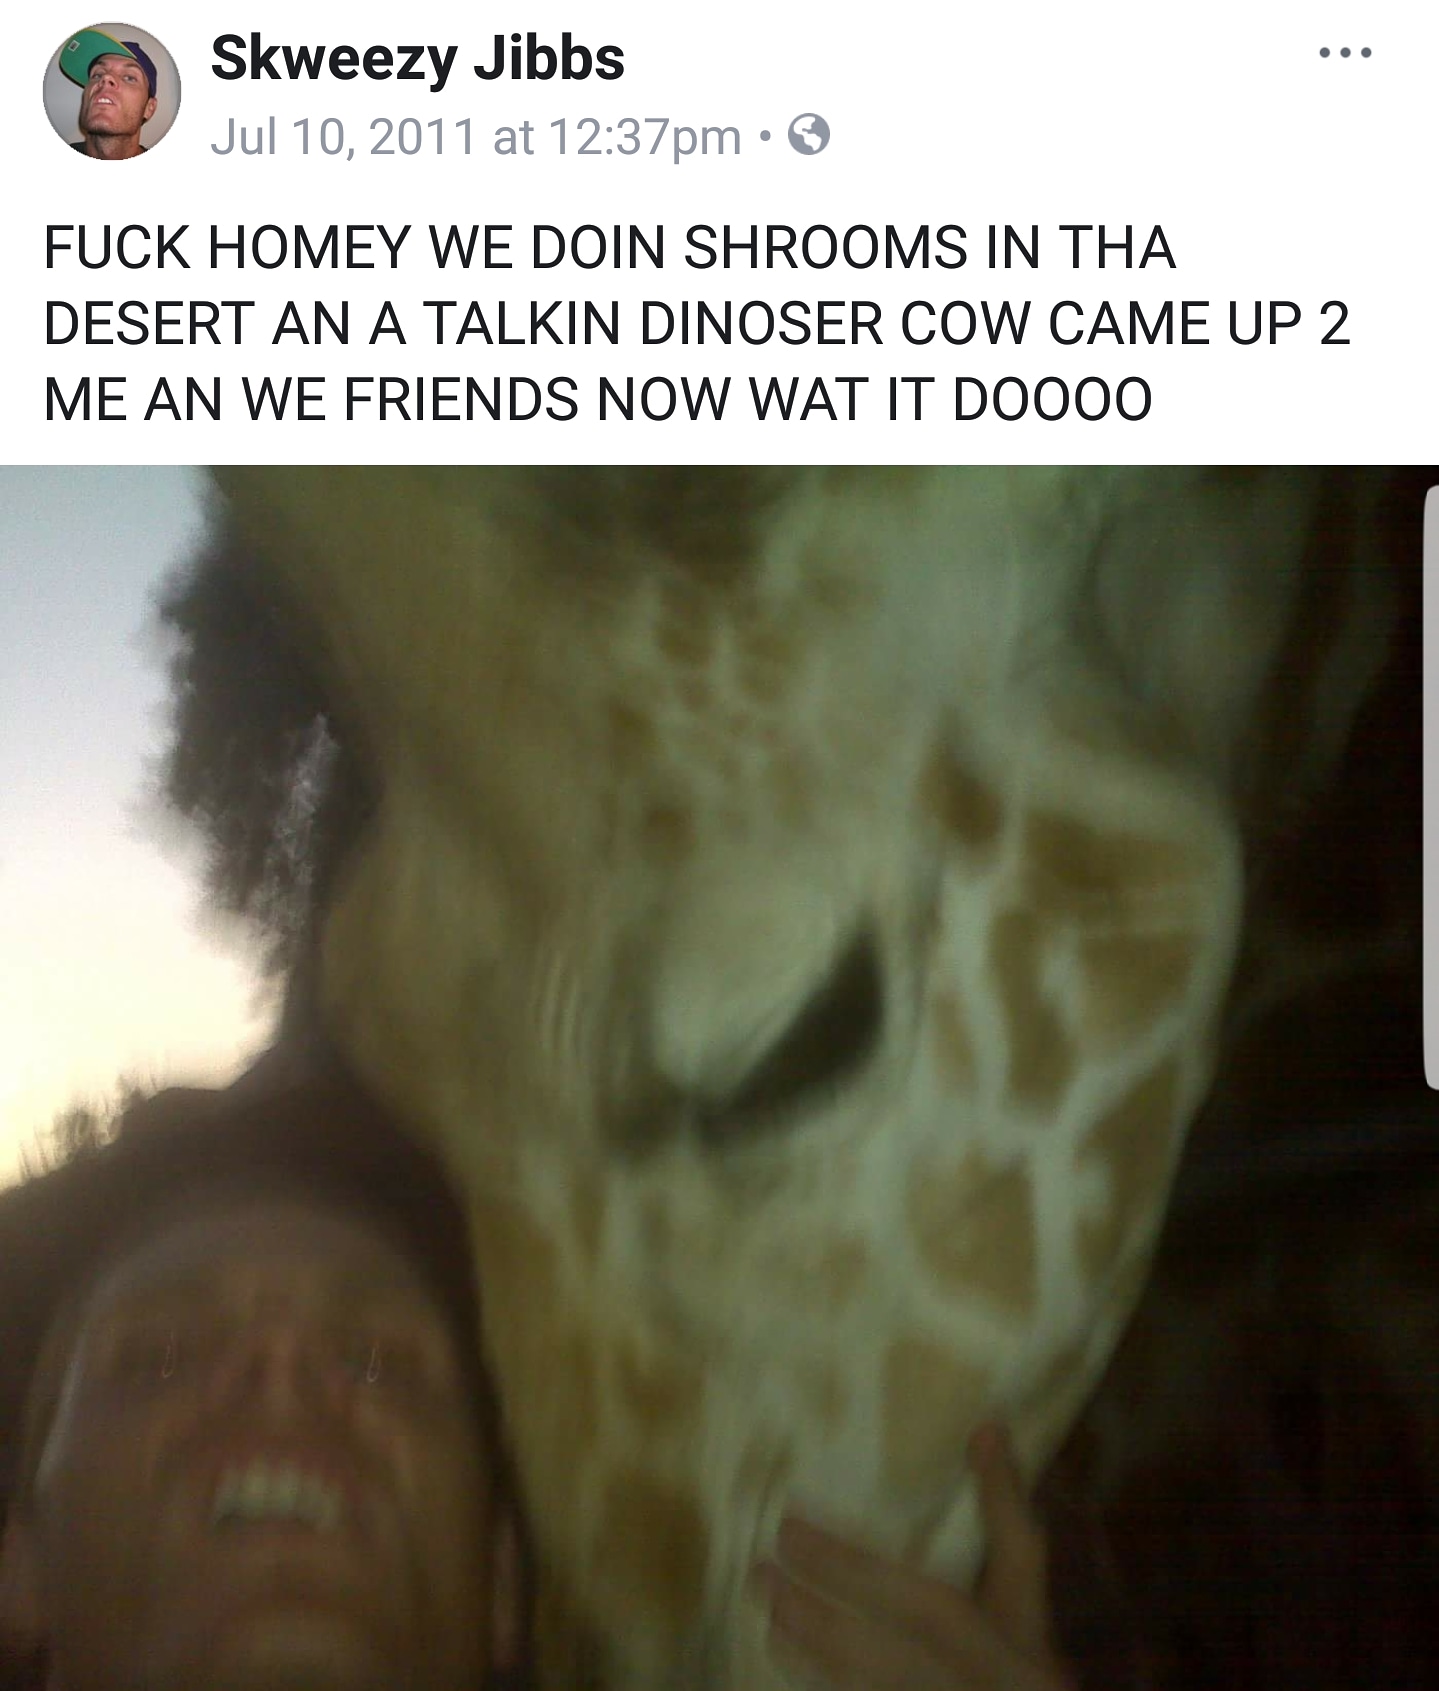 Skweezy Jibbs
Jul 10, 2011 at 12:37pm •
FUCK HOMEY WE DOIN SHROOMS IN THA
DESERT AN A TALKIN DINOSER COW CAME UP 2
ME AN WE FRIENDS NOW WAT IT DOOOO